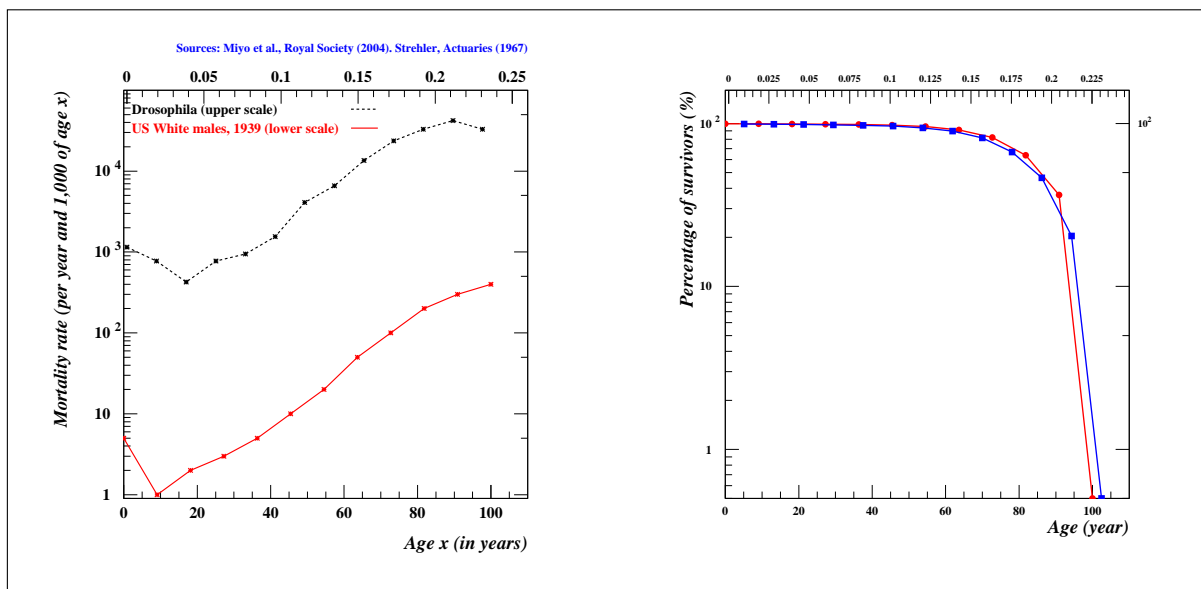 Sources: Miyo et al., Royal Society (2004). Strehler, Actuaries (1967)
0 0.05 0.1 0.15 0.2 0.25
Drosophila (upper scale)
US White males, 1939 (lower scale)
Mortality rate (per year and 1,000 of age x)
10^4
10^3
10^2
10
1
0 20 40 60 80 100
Age x (in years)
0 0.025 0.05 0.075 0.1 0.125 0.15 0.175 0.2 0.225
Percentage of survivors (%)
10^2 10^2
10 10
1 1
0 20 40 60 80 100
Age (year)